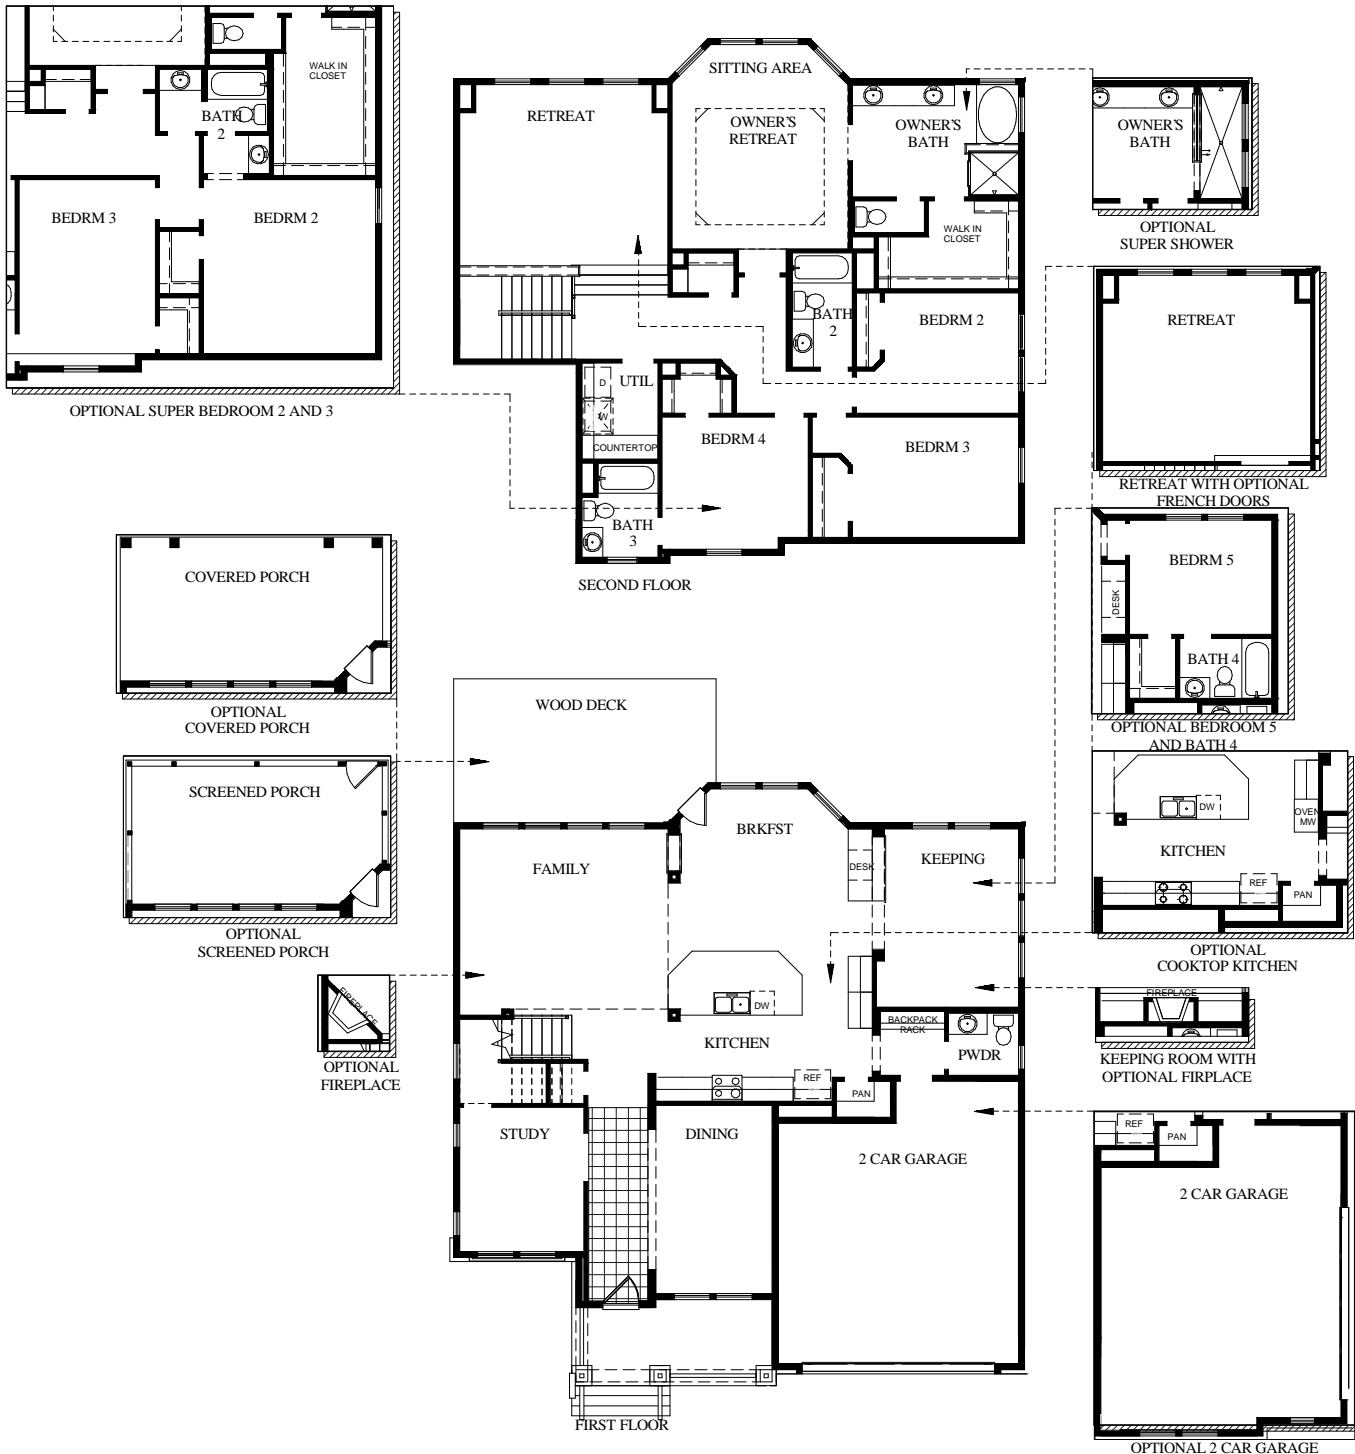 WALK IN
CLOSET
BATH
2
BEDRM 3
BEDRM 2
OPTIONAL SUPER BEDROOM 2 AND 3
SITTING AREA
RETREAT
OWNER'S
RETREAT
OWNER'S
BATH
WALK IN
CLOSET
BATH
2
BEDRM 2
UTIL
D
W
COUNTERTOP
BEDRM 4
BEDRM 3
BATH
3
SECOND FLOOR
OWNER'S
BATH
OPTIONAL
SUPER SHOWER
RETREAT
RETREAT WITH OPTIONAL
FRENCH DOORS
BEDRM 5
DESK
BATH 4
OPTIONAL BEDROOM 5
AND BATH 4
COVERED PORCH
OPTIONAL
COVERED PORCH
SCREENED PORCH
OPTIONAL
SCREENED PORCH
FIREPLACE
OPTIONAL
FIREPLACE
WOOD DECK
BRKFST
FAMILY
DESK
KEEPING
DW
KITCHEN
BACKPACK
RACK
PWDR
REF
PAN
STUDY
DINING
2 CAR GARAGE
FIRST FLOOR
DW
OVEN
MW
KITCHEN
REF
PAN
OPTIONAL
COOKTOP KITCHEN
FIREPLACE
KEEPING ROOM WITH
OPTIONAL FIRPLACE
REF
PAN
2 CAR GARAGE
OPTIONAL 2 CAR GARAGE